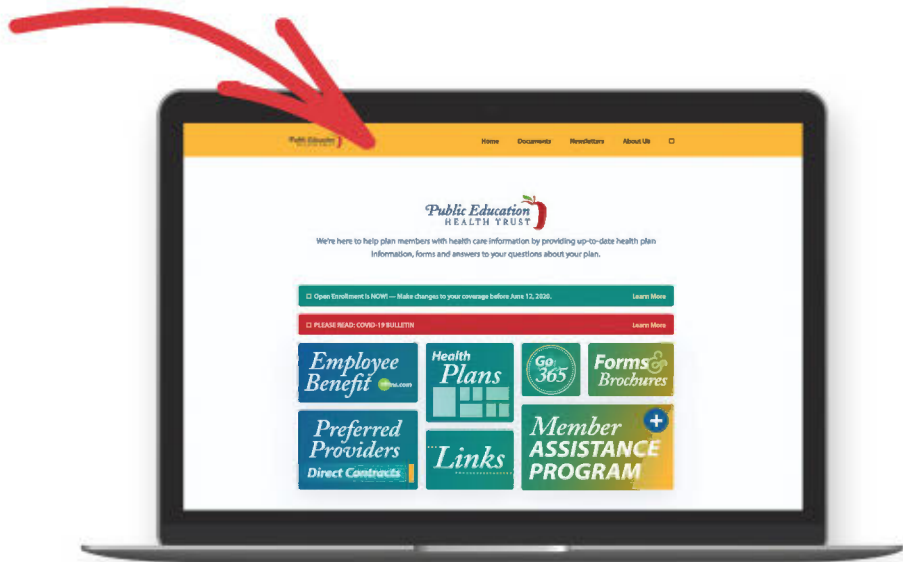 Public Education
HEALTH TRUST
Home Documents Newsletters About Us
Public Education
HEALTH TRUST
We're here to help plan members with health care information by providing up-to-date health plan
information, forms and answers to your questions about your plan.
Open Enrollment is NOW! — Make changes to your coverage before June 12, 2020. Learn More
PLEASE READ: COVID-19 BULLETIN Learn More
Employee
Benefit
Health
Plans
Go
365
Forms &
Brochures
Preferred
Providers
Direct Contracts
Links
Member
ASSISTANCE
PROGRAM